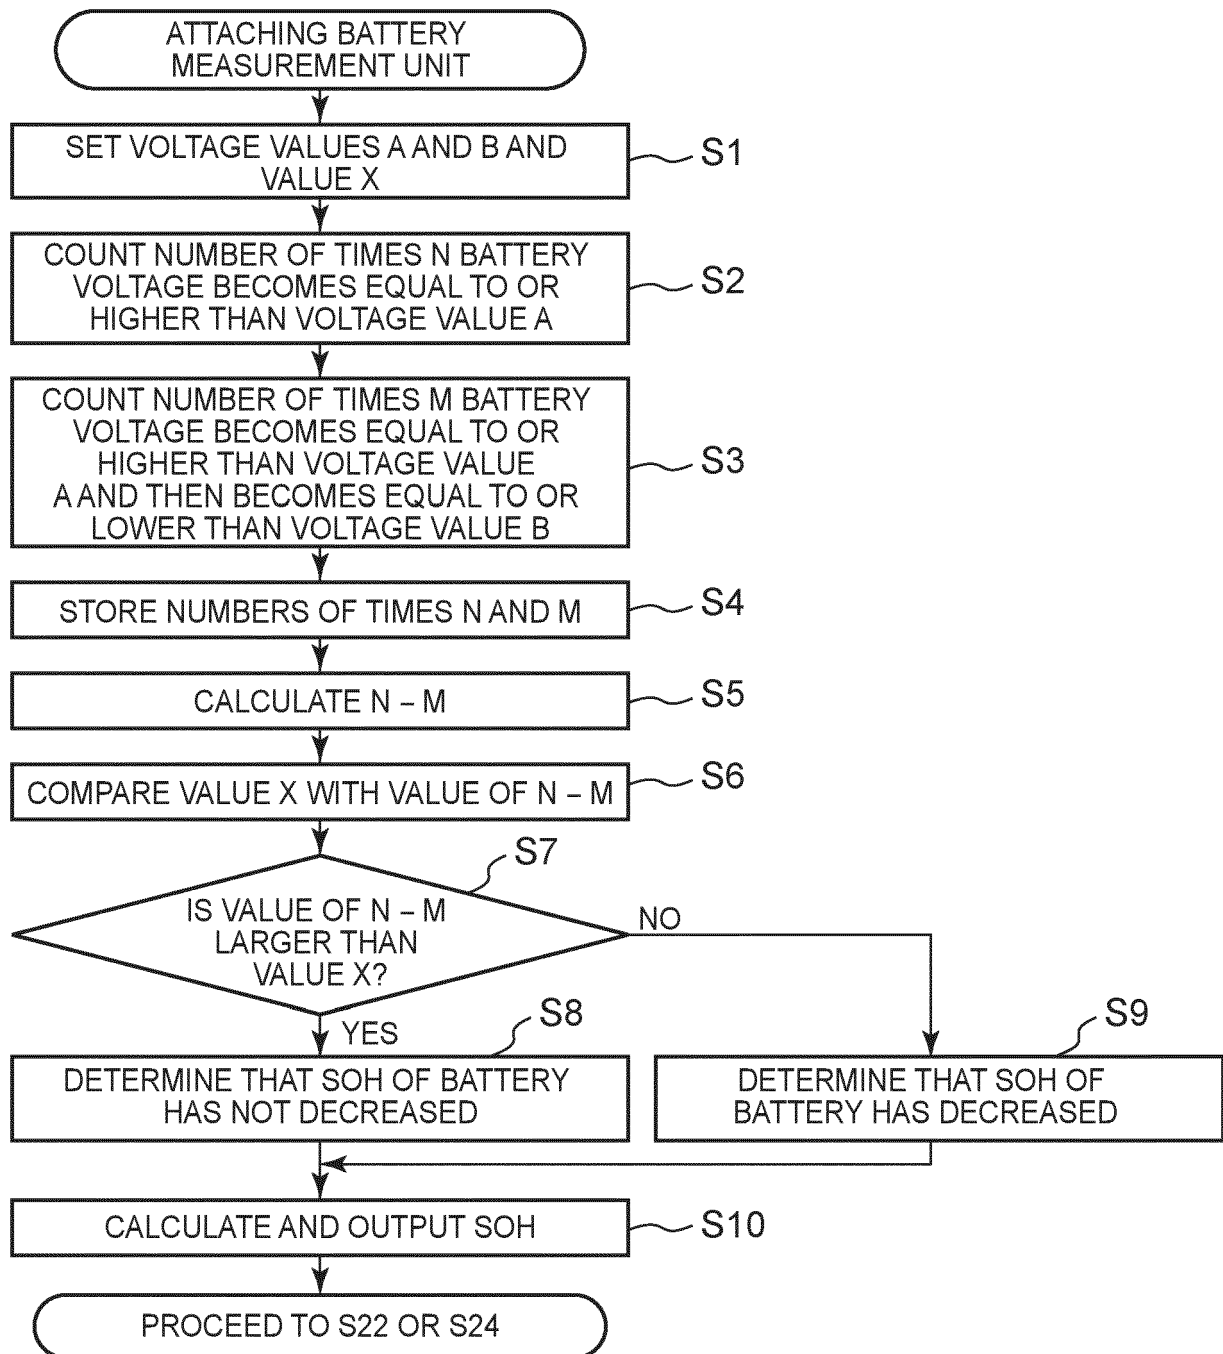 ATTACHING BATTERY
MEASUREMENT UNIT
SET VOLTAGE VALUES A AND B AND
VALUE X
S1
COUNT NUMBER OF TIMES N BATTERY
VOLTAGE BECOMES EQUAL TO OR
HIGHER THAN VOLTAGE VALUE A
S2
COUNT NUMBER OF TIMES M BATTERY
VOLTAGE BECOMES EQUAL TO OR
HIGHER THAN VOLTAGE VALUE
A AND THEN BECOMES EQUAL TO OR
LOWER THAN VOLTAGE VALUE B
S3
STORE NUMBERS OF TIMES N AND M
S4
CALCULATE N – M
S5
COMPARE VALUE X WITH VALUE OF N – M
S6
S7
IS VALUE OF N – M
LARGER THAN
VALUE X?
NO
YES
S8
DETERMINE THAT SOH OF BATTERY
HAS NOT DECREASED
S9
DETERMINE THAT SOH OF
BATTERY HAS DECREASED
CALCULATE AND OUTPUT SOH
S10
PROCEED TO S22 OR S24